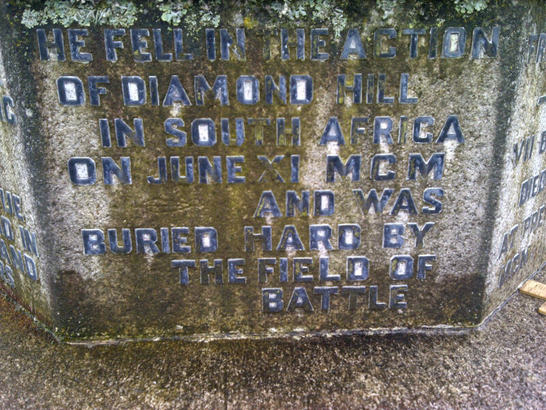 HE FELL IN THE ACTION
OF DIAMOND HILL
IN SOUTH AFRICA
ON JUNE XI MCM
AND WAS
BURIED HARD BY
THE FIELD OF
BATTLE